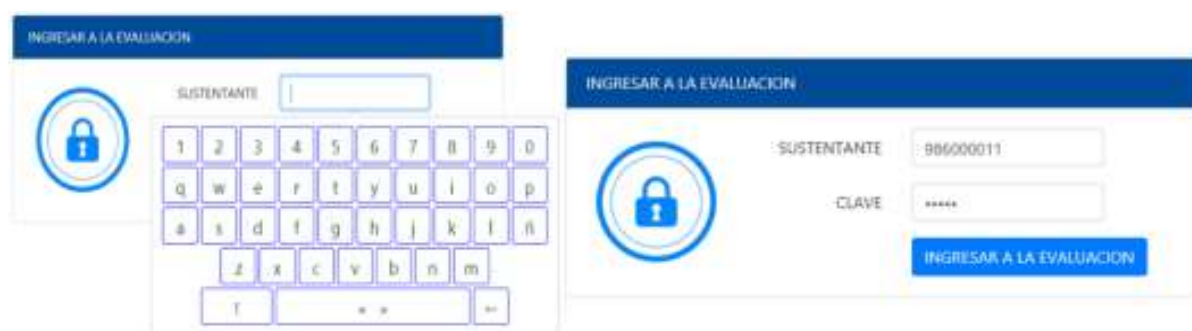 INGRESAR A LA EVALUACION
SUSTENTANTE
1 2 3 4 5 6 7 8 9 0
q w e r t y u i o p
a s d f g h j k l ñ
z x c v b n m
INGRESAR A LA EVALUACION
SUSTENTANTE 986000011
CLAVE •••••
INGRESAR A LA EVALUACION